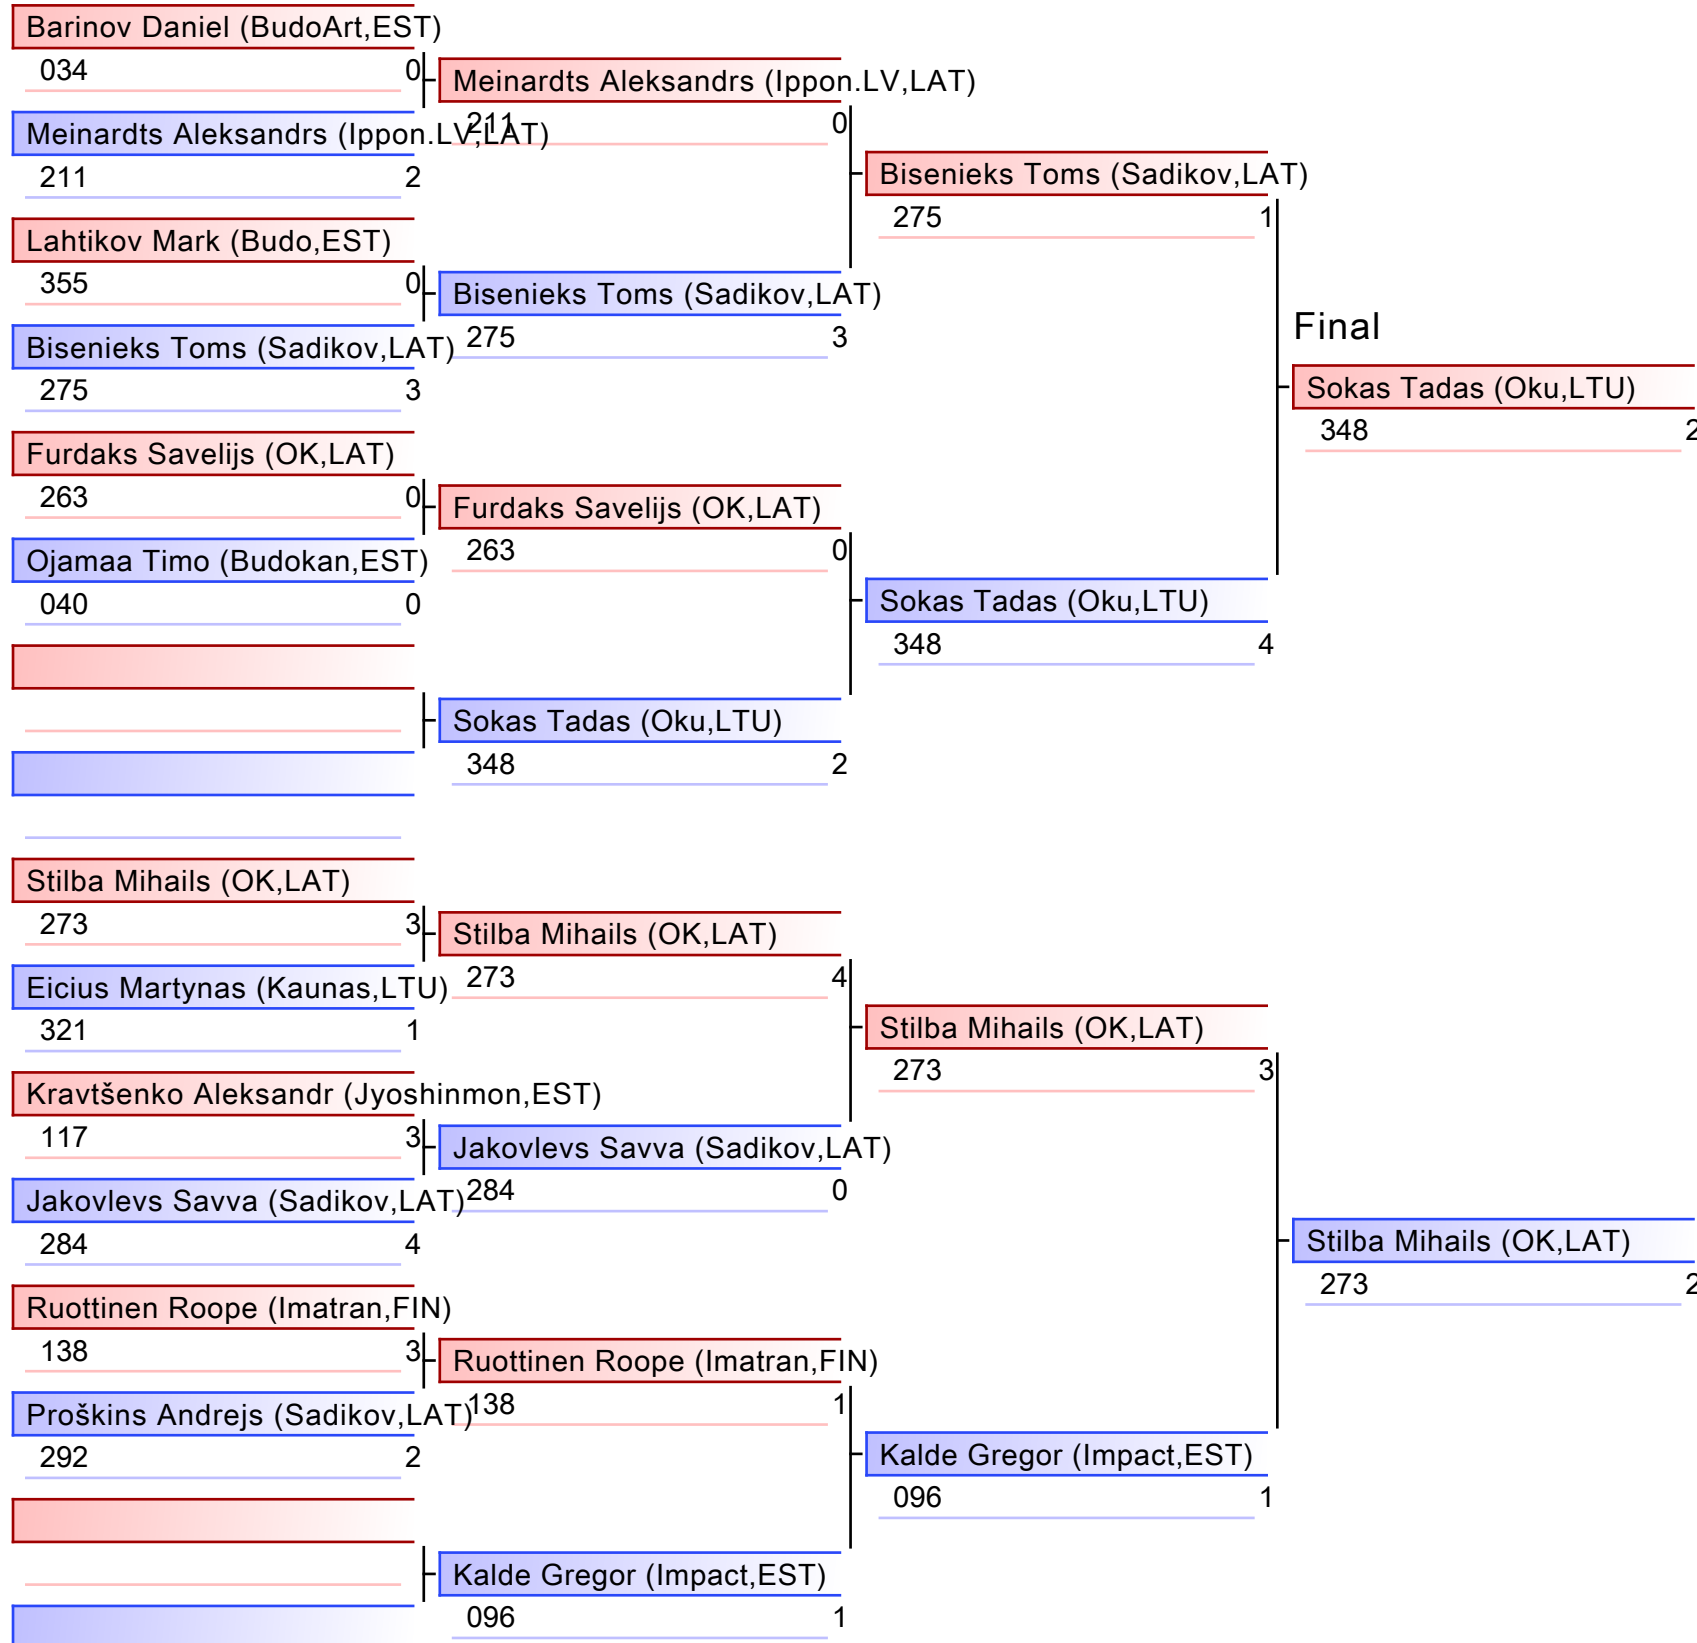 Barinov Daniel (BudoArt,EST)
034 0
Meinardts Aleksandrs (Ippon.LV,LAT)
211 2
Lahtikov Mark (Budo,EST)
355 0
Bisenieks Toms (Sadikov,LAT)
275 3
Furdaks Savelijs (OK,LAT)
263 0
Ojamaa Timo (Budokan,EST)
040 0
Stilba Mihails (OK,LAT)
273 3
Eicius Martynas (Kaunas,LTU)
321 1
Kravtšenko Aleksandr (Jyoshinmon,EST)
117 3
Jakovlevs Savva (Sadikov,LAT)
284 4
Ruottinen Roope (Imatran,FIN)
138 3
Proškins Andrejs (Sadikov,LAT)
292 2
Meinardts Aleksandrs (Ippon.LV,LAT)
211 0
Bisenieks Toms (Sadikov,LAT)
275 3
Furdaks Savelijs (OK,LAT)
263 0
Sokas Tadas (Oku,LTU)
348 2
Stilba Mihails (OK,LAT)
273 4
Jakovlevs Savva (Sadikov,LAT)
284 0
Ruottinen Roope (Imatran,FIN)
138 1
Kalde Gregor (Impact,EST)
096 1
Bisenieks Toms (Sadikov,LAT)
275 1
Sokas Tadas (Oku,LTU)
348 4
Stilba Mihails (OK,LAT)
273 3
Kalde Gregor (Impact,EST)
096 1
Final
Sokas Tadas (Oku,LTU)
348 2
Stilba Mihails (OK,LAT)
273 2